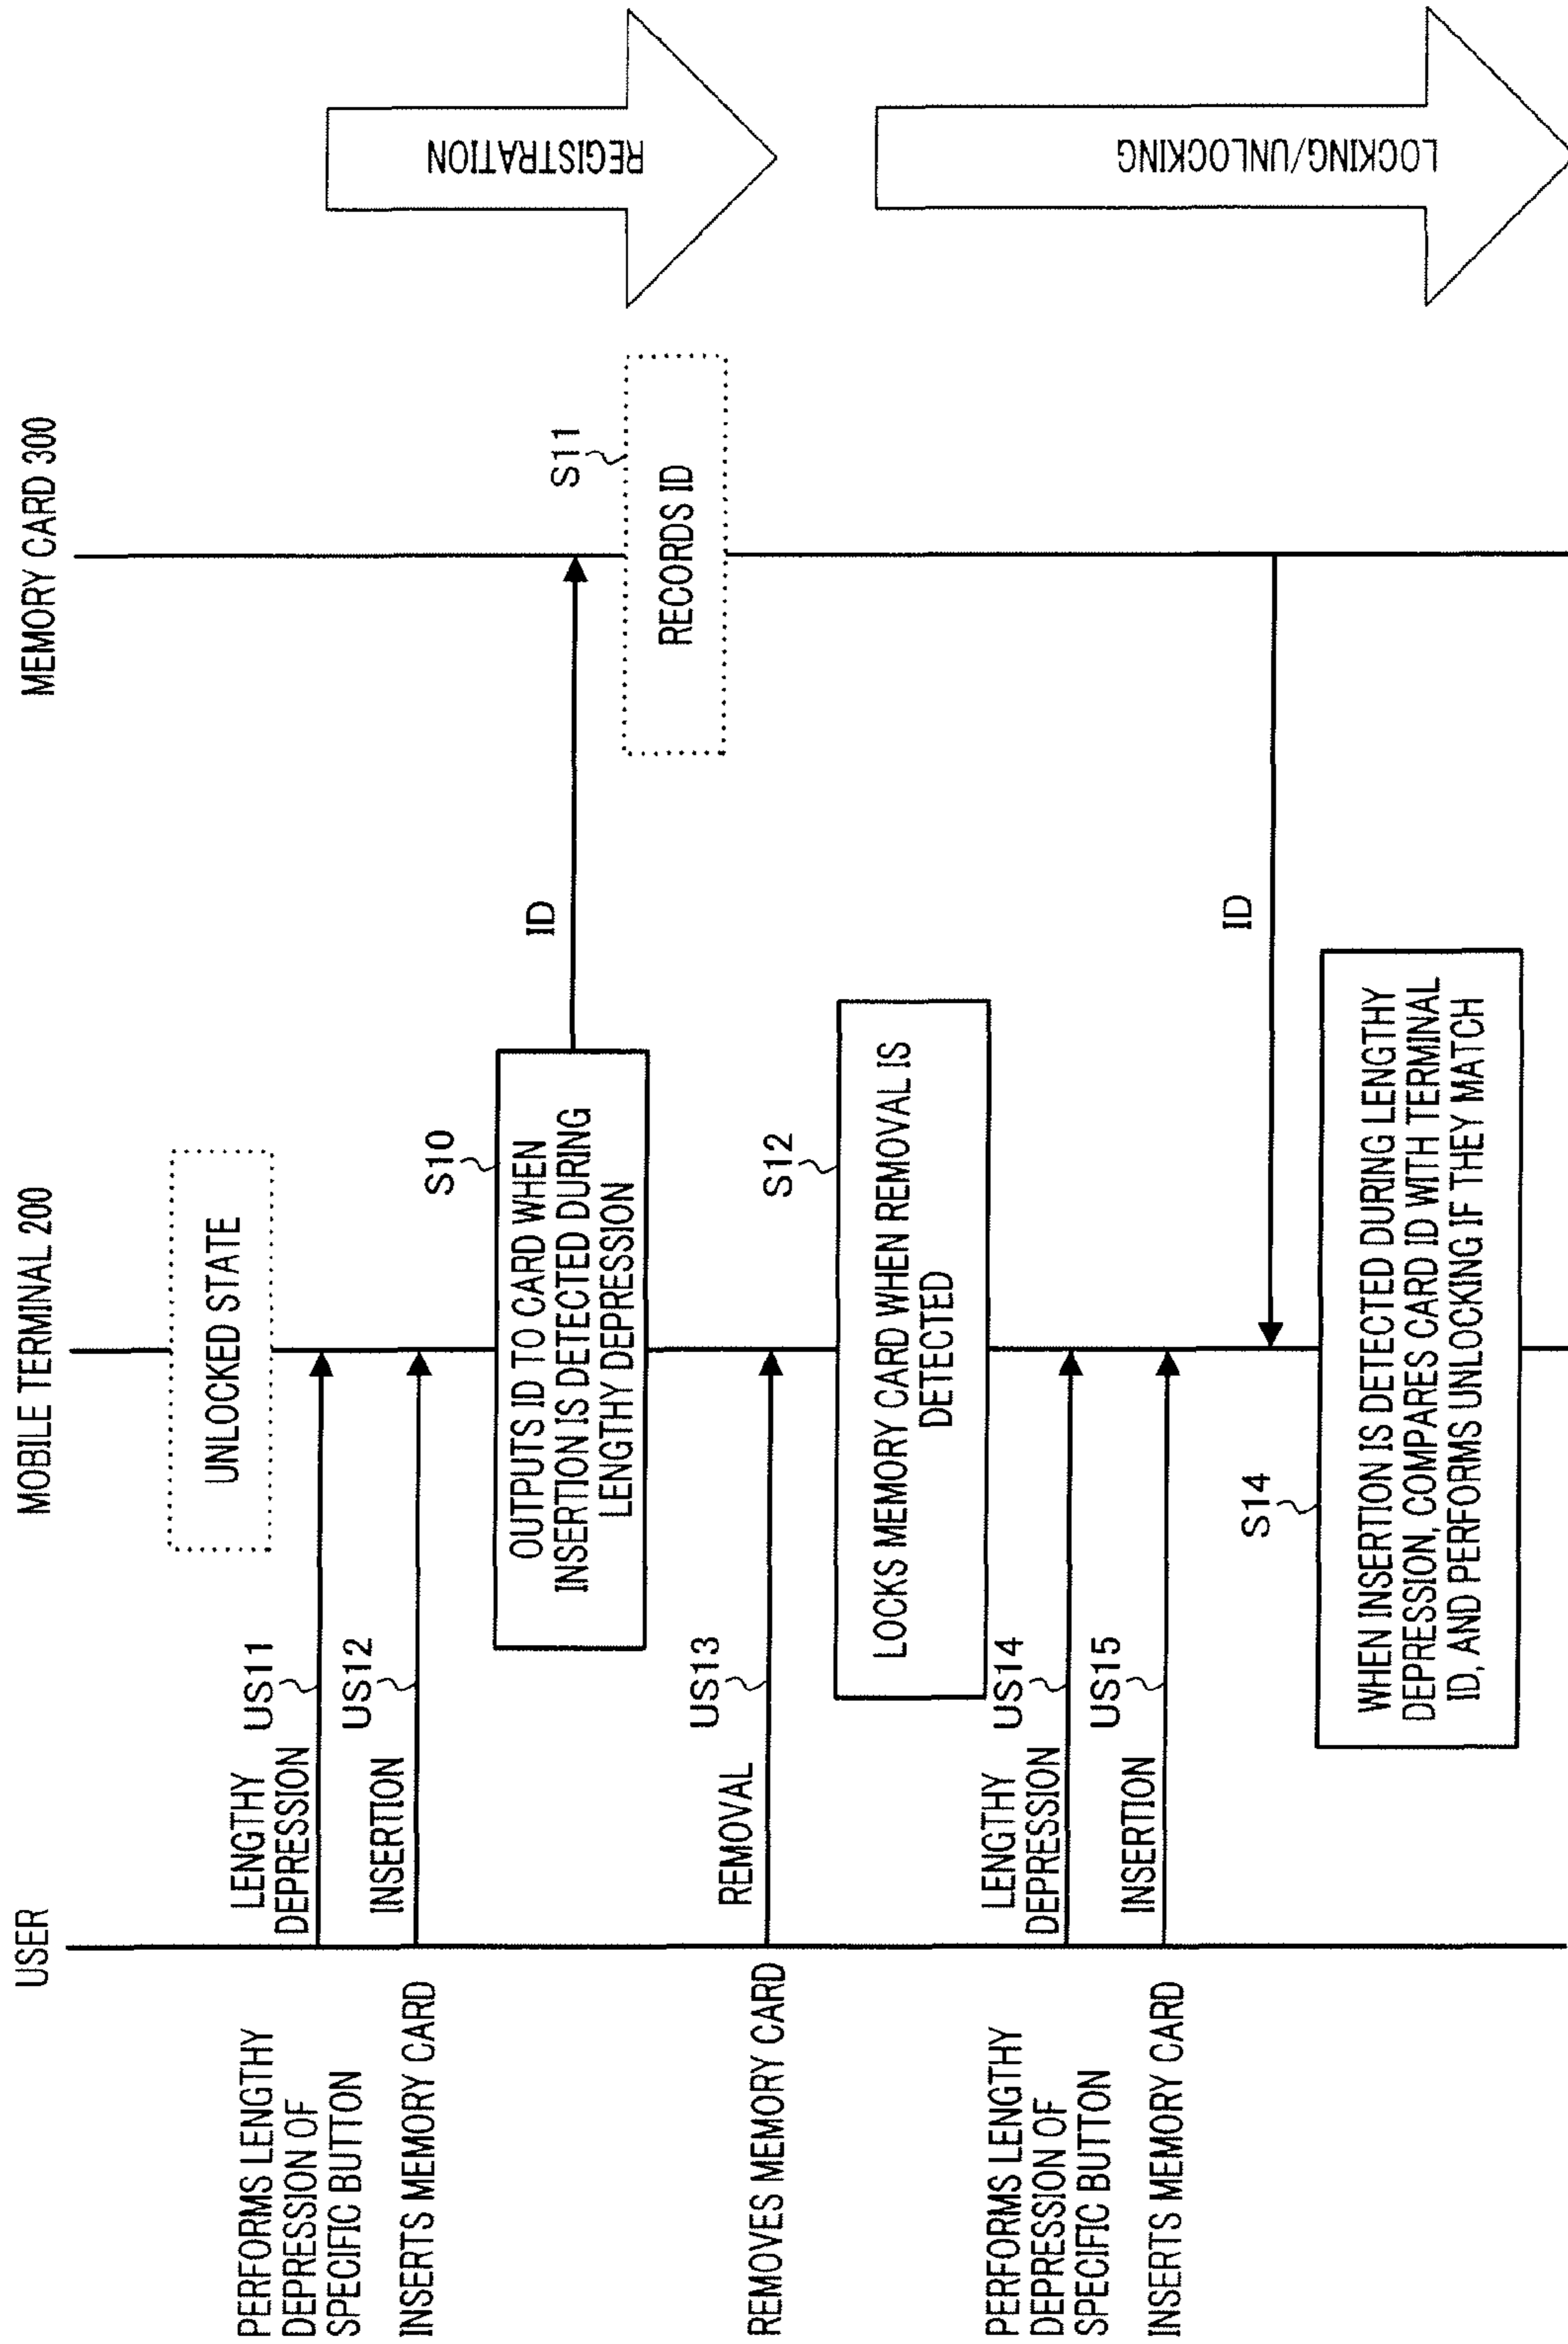 USER
MOBILE TERMINAL 200
MEMORY CARD 300
UNLOCKED STATE
PERFORMS LENGTHY
DEPRESSION OF
SPECIFIC BUTTON
LENGTHY
DEPRESSION
US11
INSERTS MEMORY CARD
INSERTION
US12
S10
OUTPUTS ID TO CARD WHEN
INSERTION IS DETECTED DURING
LENGTHY DEPRESSION
ID
S11
RECORDS ID
REGISTRATION
REMOVES MEMORY CARD
REMOVAL
US13
S12
LOCKS MEMORY CARD WHEN REMOVAL IS
DETECTED
PERFORMS LENGTHY
DEPRESSION OF
SPECIFIC BUTTON
LENGTHY
DEPRESSION
US14
INSERTS MEMORY CARD
INSERTION
US15
ID
S14
WHEN INSERTION IS DETECTED DURING LENGTHY
DEPRESSION, COMPARES CARD ID WITH TERMINAL
ID, AND PERFORMS UNLOCKING IF THEY MATCH
LOCKING/UNLOCKING